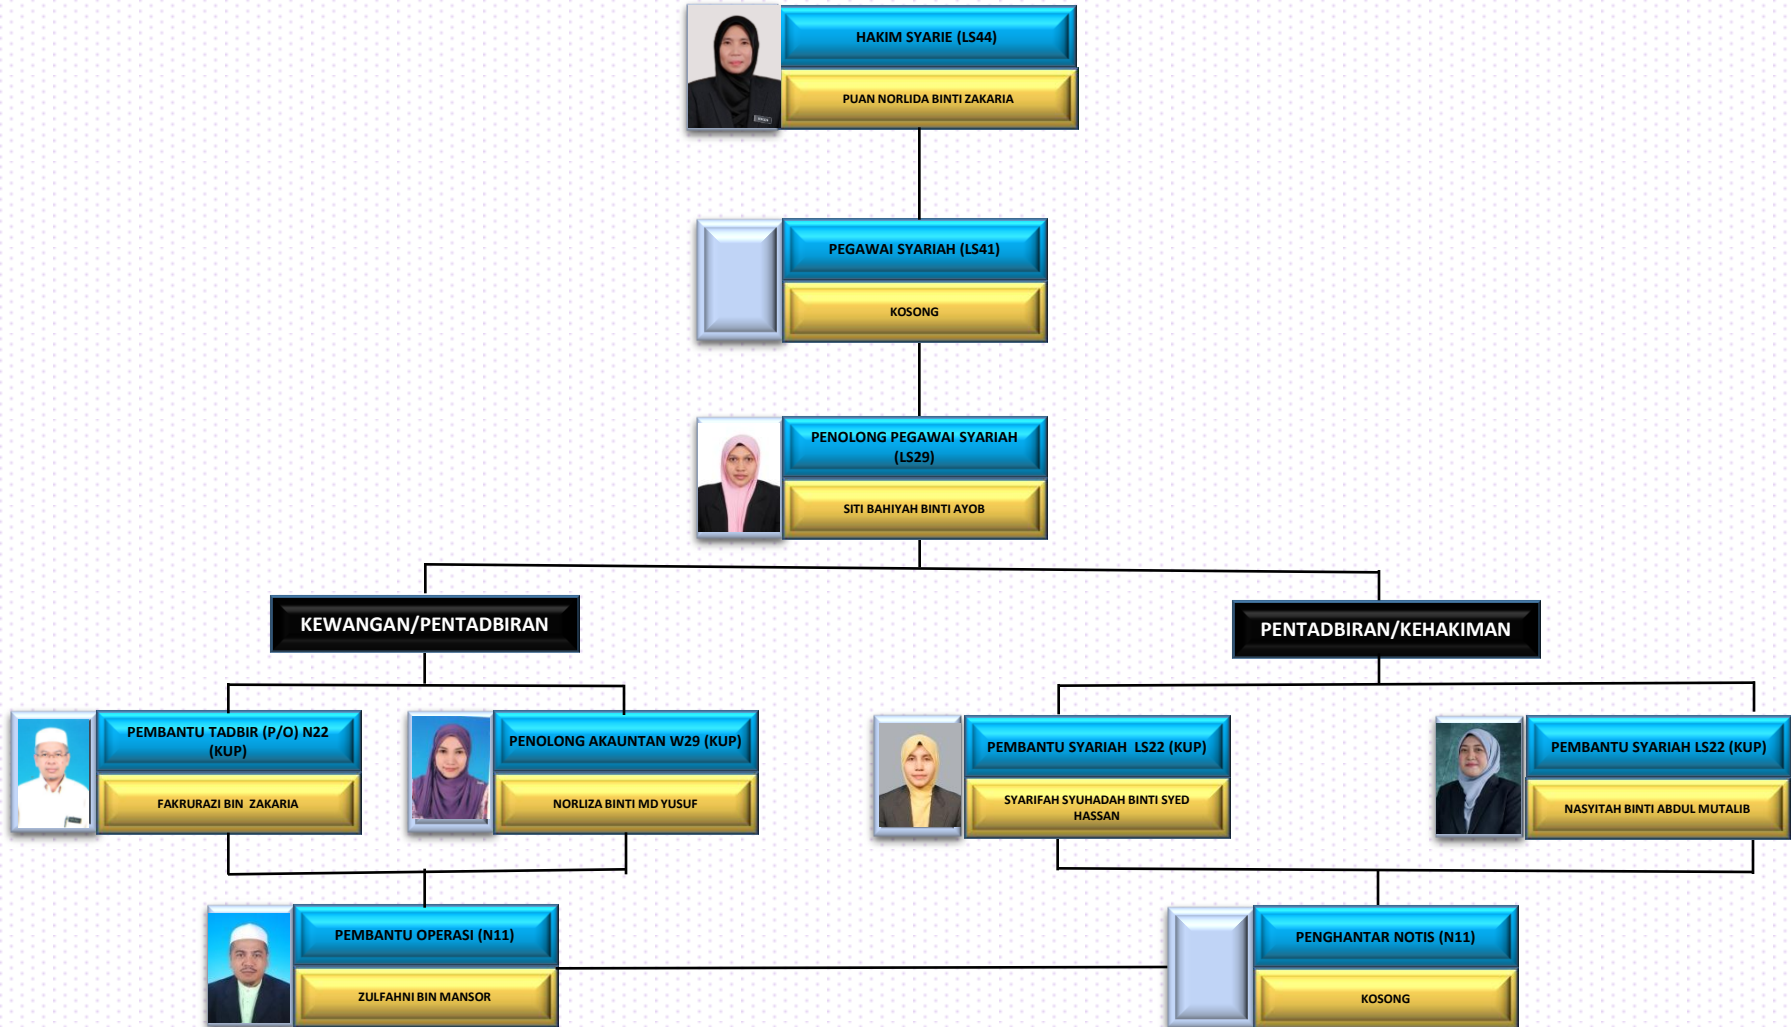 HAKIM SYARIE (LS44)
PUAN NORLIDA BINTI ZAKARIA
PEGAWAI SYARIAH (LS41)
KOSONG
PENOLONG PEGAWAI SYARIAH
(LS29)
SITI BAHIYAH BINTI AYOB
KEWANGAN/PENTADBIRAN
PENTADBIRAN/KEHAKIMAN
PEMBANTU TADBIR (P/O) N22
(KUP)
FAKRURAZI BIN ZAKARIA
PENOLONG AKAUNTAN W29 (KUP)
NORLIZA BINTI MD YUSUF
PEMBANTU SYARIAH LS22 (KUP)
SYARIFAH SYUHADAH BINTI SYED
HASSAN
PEMBANTU SYARIAH LS22 (KUP)
NASYITAH BINTI ABDUL MUTALIB
PEMBANTU OPERASI (N11)
ZULFAHNI BIN MANSOR
PENGHANTAR NOTIS (N11)
KOSONG